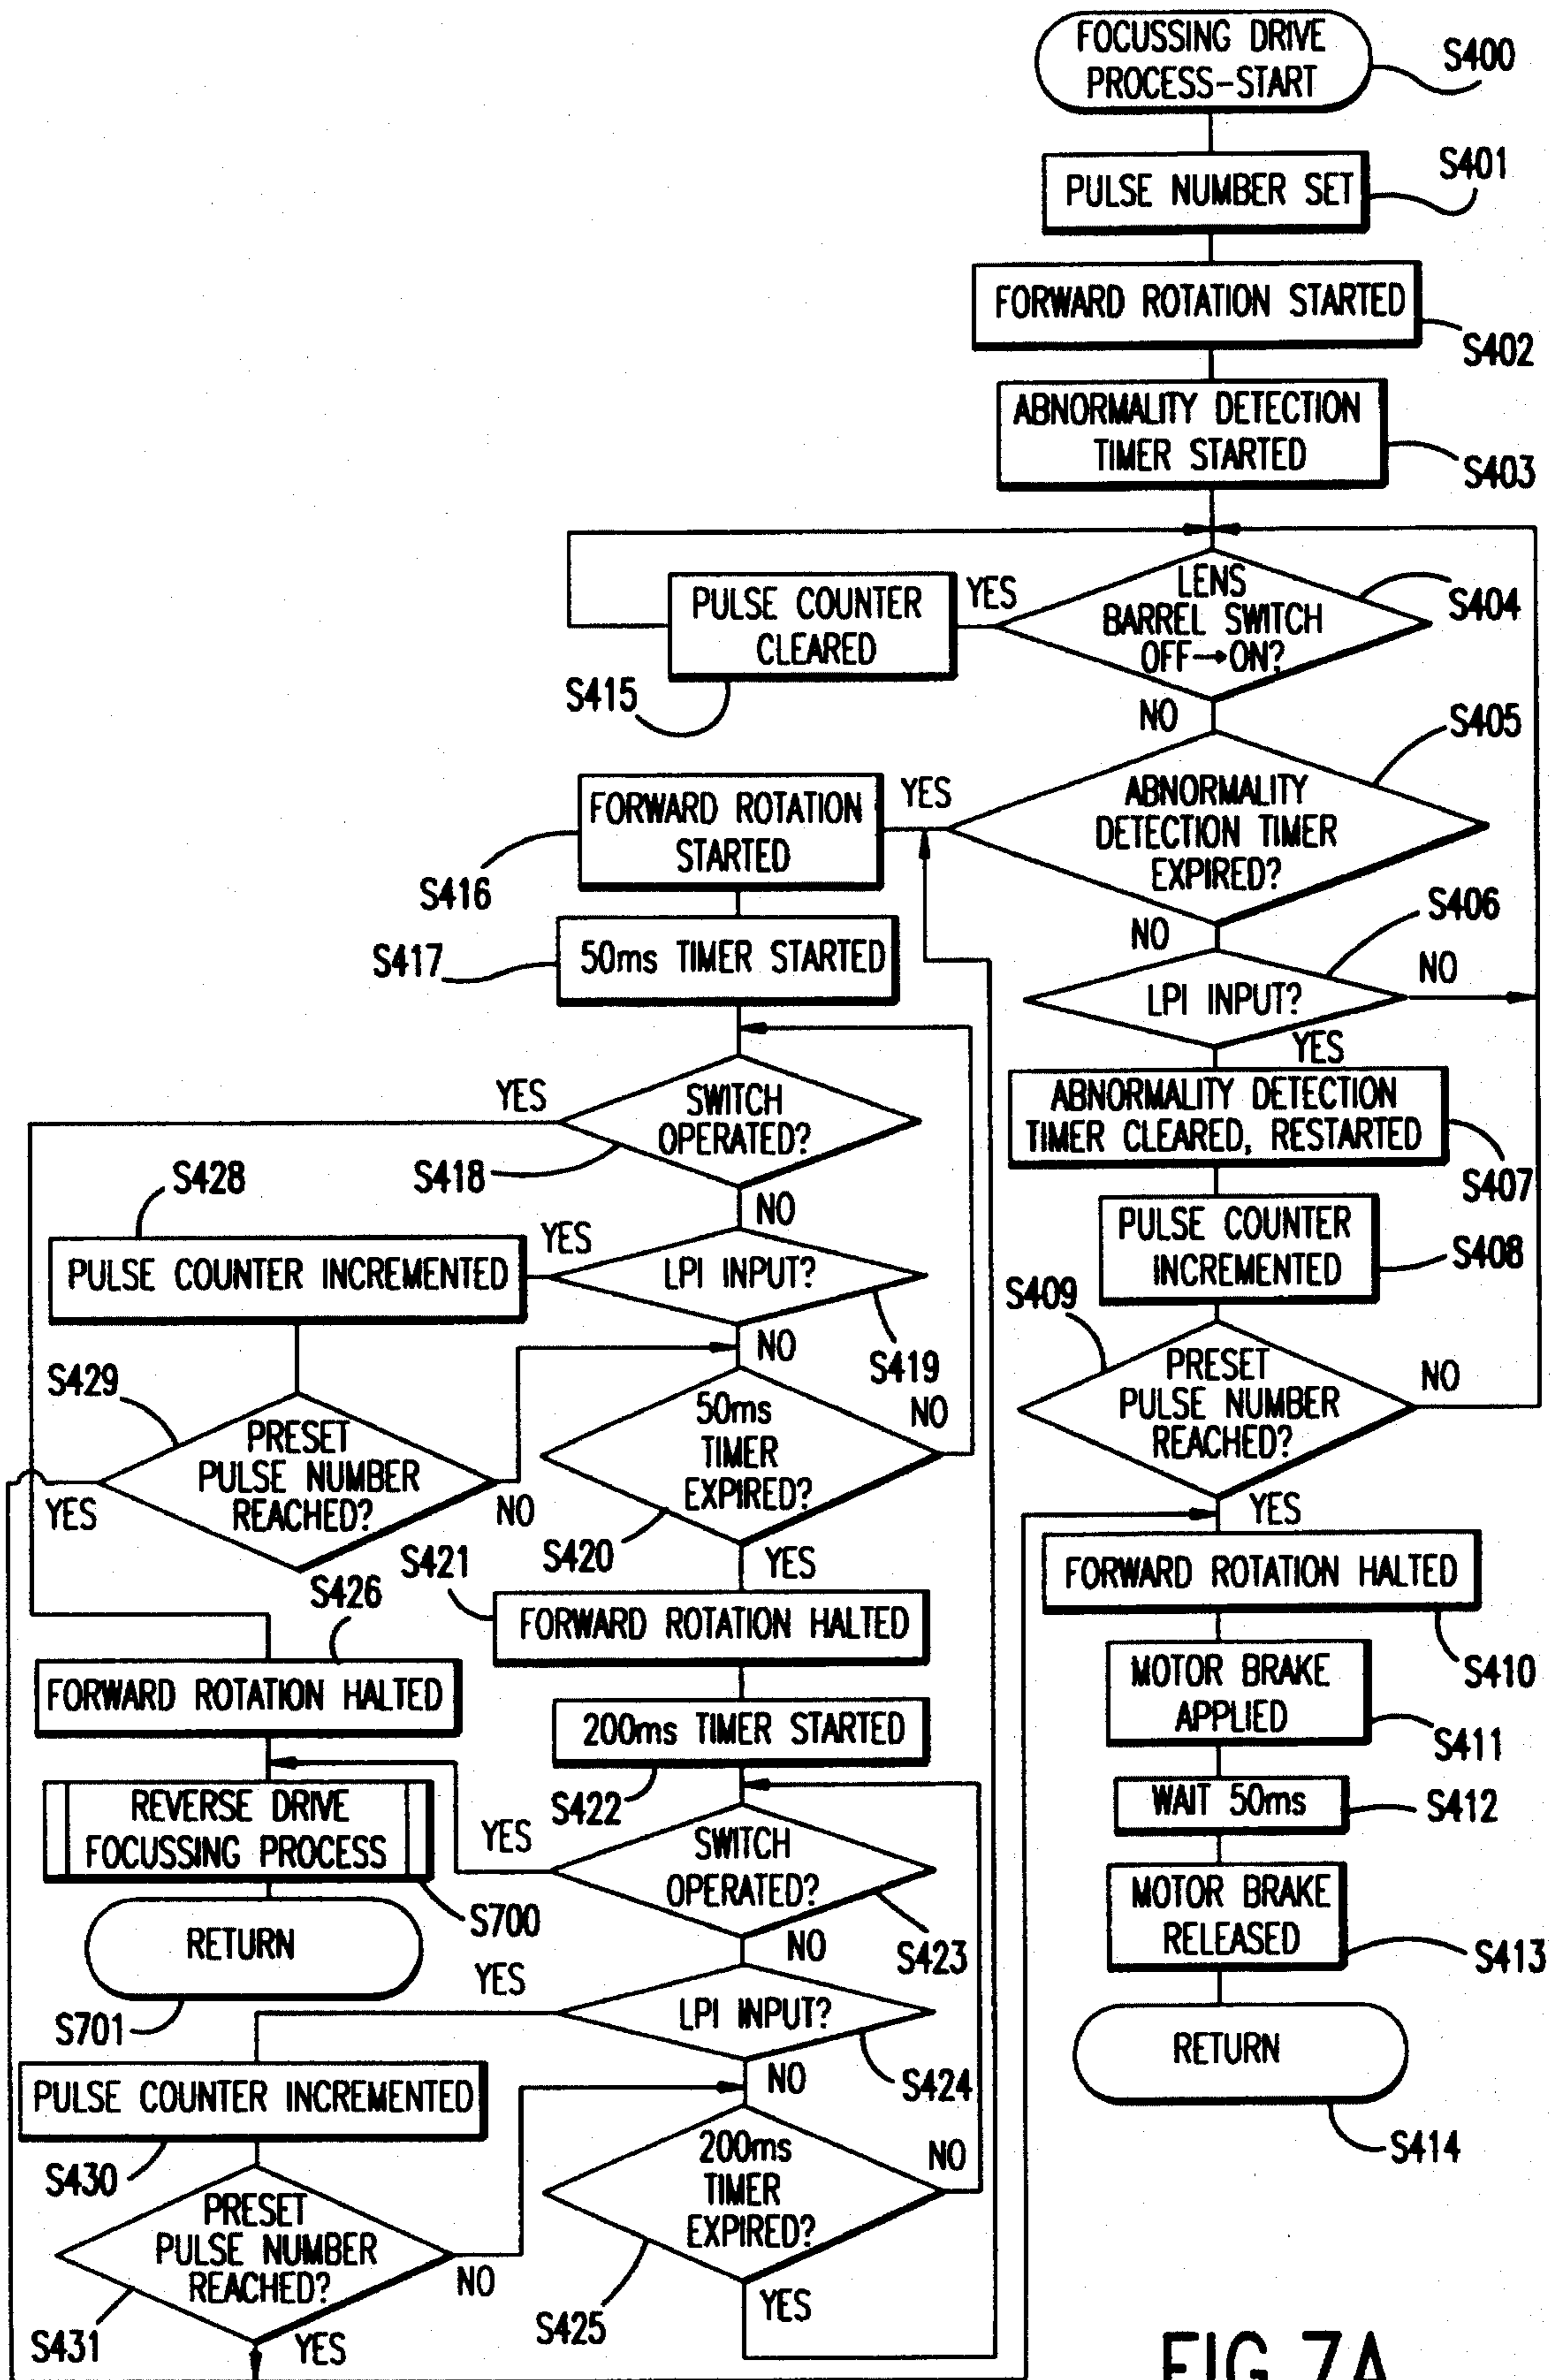 FOCUSSING DRIVE
PROCESS-START
S400
PULSE NUMBER SET
S401
FORWARD ROTATION STARTED
S402
ABNORMALITY DETECTION
TIMER STARTED
S403
LENS
BARREL SWITCH
OFF→ON?
S404
YES
PULSE COUNTER
CLEARED
S415
NO
ABNORMALITY
DETECTION TIMER
EXPIRED?
S405
YES
FORWARD ROTATION
STARTED
S416
NO
LPI INPUT?
S406
NO
YES
S417
50ms TIMER STARTED
ABNORMALITY DETECTION
TIMER CLEARED, RESTARTED
S407
PULSE COUNTER
INCREMENTED
S408
S409
PRESET
PULSE NUMBER
REACHED?
NO
YES
FORWARD ROTATION HALTED
S410
MOTOR BRAKE
APPLIED
S411
WAIT 50ms
S412
MOTOR BRAKE
RELEASED
S413
RETURN
S414
YES
SWITCH
OPERATED?
S418
NO
S428
YES
PULSE COUNTER INCREMENTED
LPI INPUT?
S419
NO
S429
PRESET
PULSE NUMBER
REACHED?
YES
NO
50ms
TIMER
EXPIRED?
NO
S420
YES
S421
FORWARD ROTATION HALTED
S426
FORWARD ROTATION HALTED
200ms TIMER STARTED
S422
REVERSE DRIVE
FOCUSSING PROCESS
S700
RETURN
S701
YES
SWITCH
OPERATED?
S423
NO
YES
LPI INPUT?
S424
NO
PULSE COUNTER INCREMENTED
S430
PRESET
PULSE NUMBER
REACHED?
NO
S431
YES
200ms
TIMER
EXPIRED?
NO
S425
YES
FIG.7A